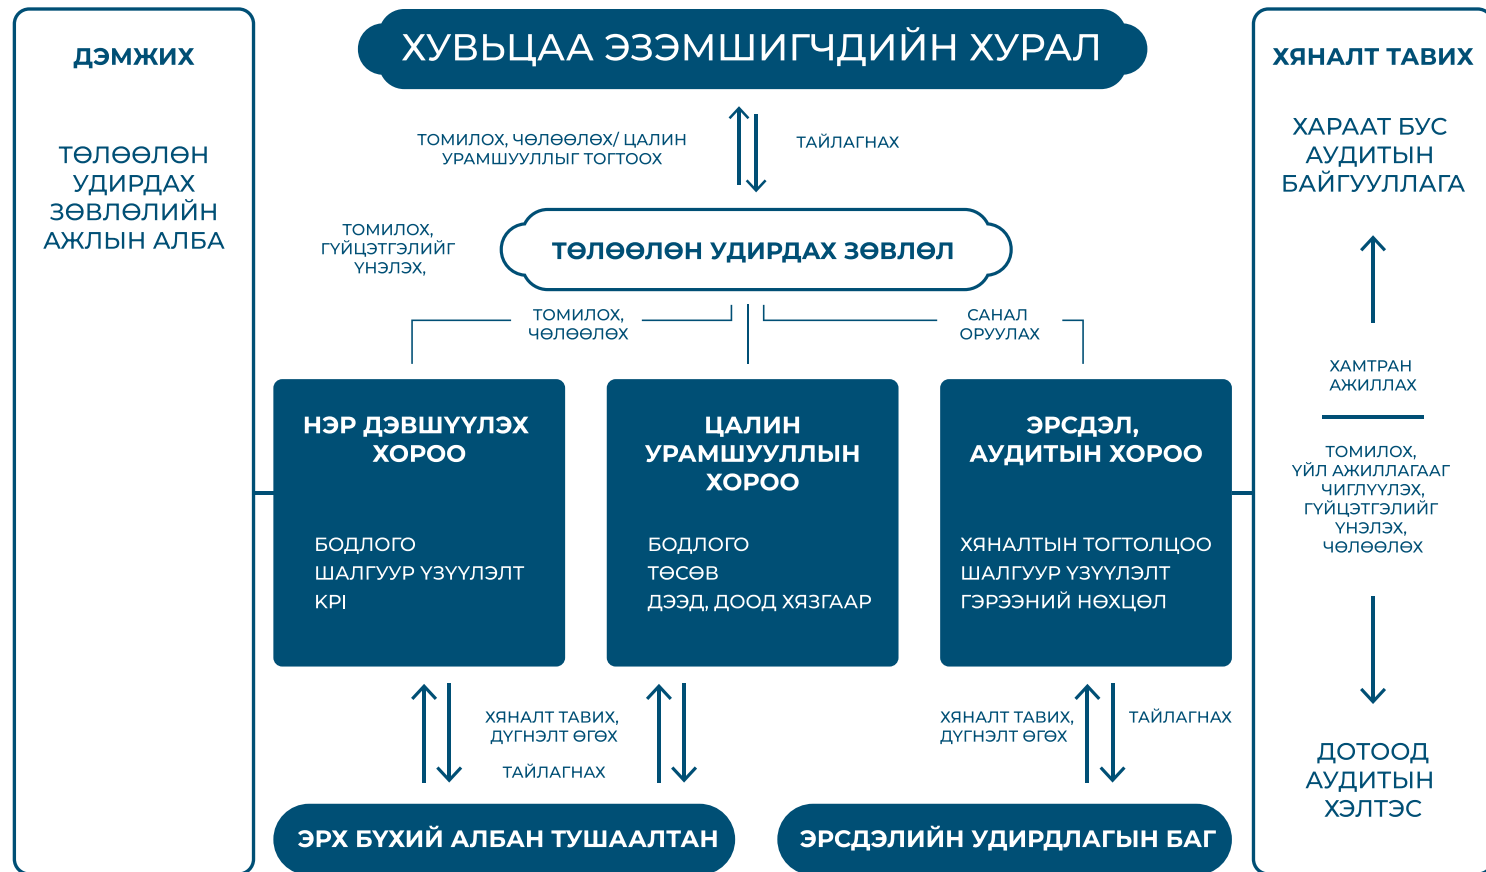 ДЭМЖИХ
ТӨЛӨӨЛӨН
УДИРДАХ
ЗӨВЛӨЛИЙН
АЖЛЫН АЛБА
ХУВЬЦАА ЭЗЭМШИГЧДИЙН ХУРАЛ
ТОМИЛОХ, ЧӨЛӨӨЛӨХ/ ЦАЛИН
УРАМШУУЛЛЫГ ТОГТООХ
ТАЙЛАГНАХ
ТОМИЛОХ,
ГҮЙЦЭТГЭЛИЙГ
ҮНЭЛЭХ,
ТӨЛӨӨЛӨН УДИРДАХ ЗӨВЛӨЛ
ТОМИЛОХ,
ЧӨЛӨӨЛӨХ
САНАЛ
ОРУУЛАХ
НЭР ДЭВШҮҮЛЭХ
ХОРОО
БОДЛОГО
ШАЛГУУР ҮЗҮҮЛЭЛТ
KPI
ЦАЛИН
УРАМШУУЛЛЫН
ХОРОО
БОДЛОГО
ТӨСӨВ
ДЭЭД, ДООД ХЯЗГААР
ЭРСДЭЛ,
АУДИТЫН ХОРОО
ХЯНАЛТЫН ТОГТОЛЦОО
ШАЛГУУР ҮЗҮҮЛЭЛТ
ГЭРЭЭНИЙ НӨХЦӨЛ
ХЯНАЛТ ТАВИХ,
ДҮГНЭЛТ ӨГӨХ
ТАЙЛАГНАХ
ХЯНАЛТ ТАВИХ,
ДҮГНЭЛТ ӨГӨХ
ТАЙЛАГНАХ
ЭРХ БҮХИЙ АЛБАН ТУШААЛТАН
ЭРСДЭЛИЙН УДИРДЛАГЫН БАГ
ХЯНАЛТ ТАВИХ
ХАРААТ БУС
АУДИТЫН
БАЙГУУЛЛАГА
ХАМТРАН
АЖИЛЛАХ
ТОМИЛОХ,
ҮЙЛ АЖИЛЛАГААГ
ЧИГЛҮҮЛЭХ,
ГҮЙЦЭТГЭЛИЙГ
ҮНЭЛЭХ,
ЧӨЛӨӨЛӨХ
ДОТООД
АУДИТЫН
ХЭЛТЭС